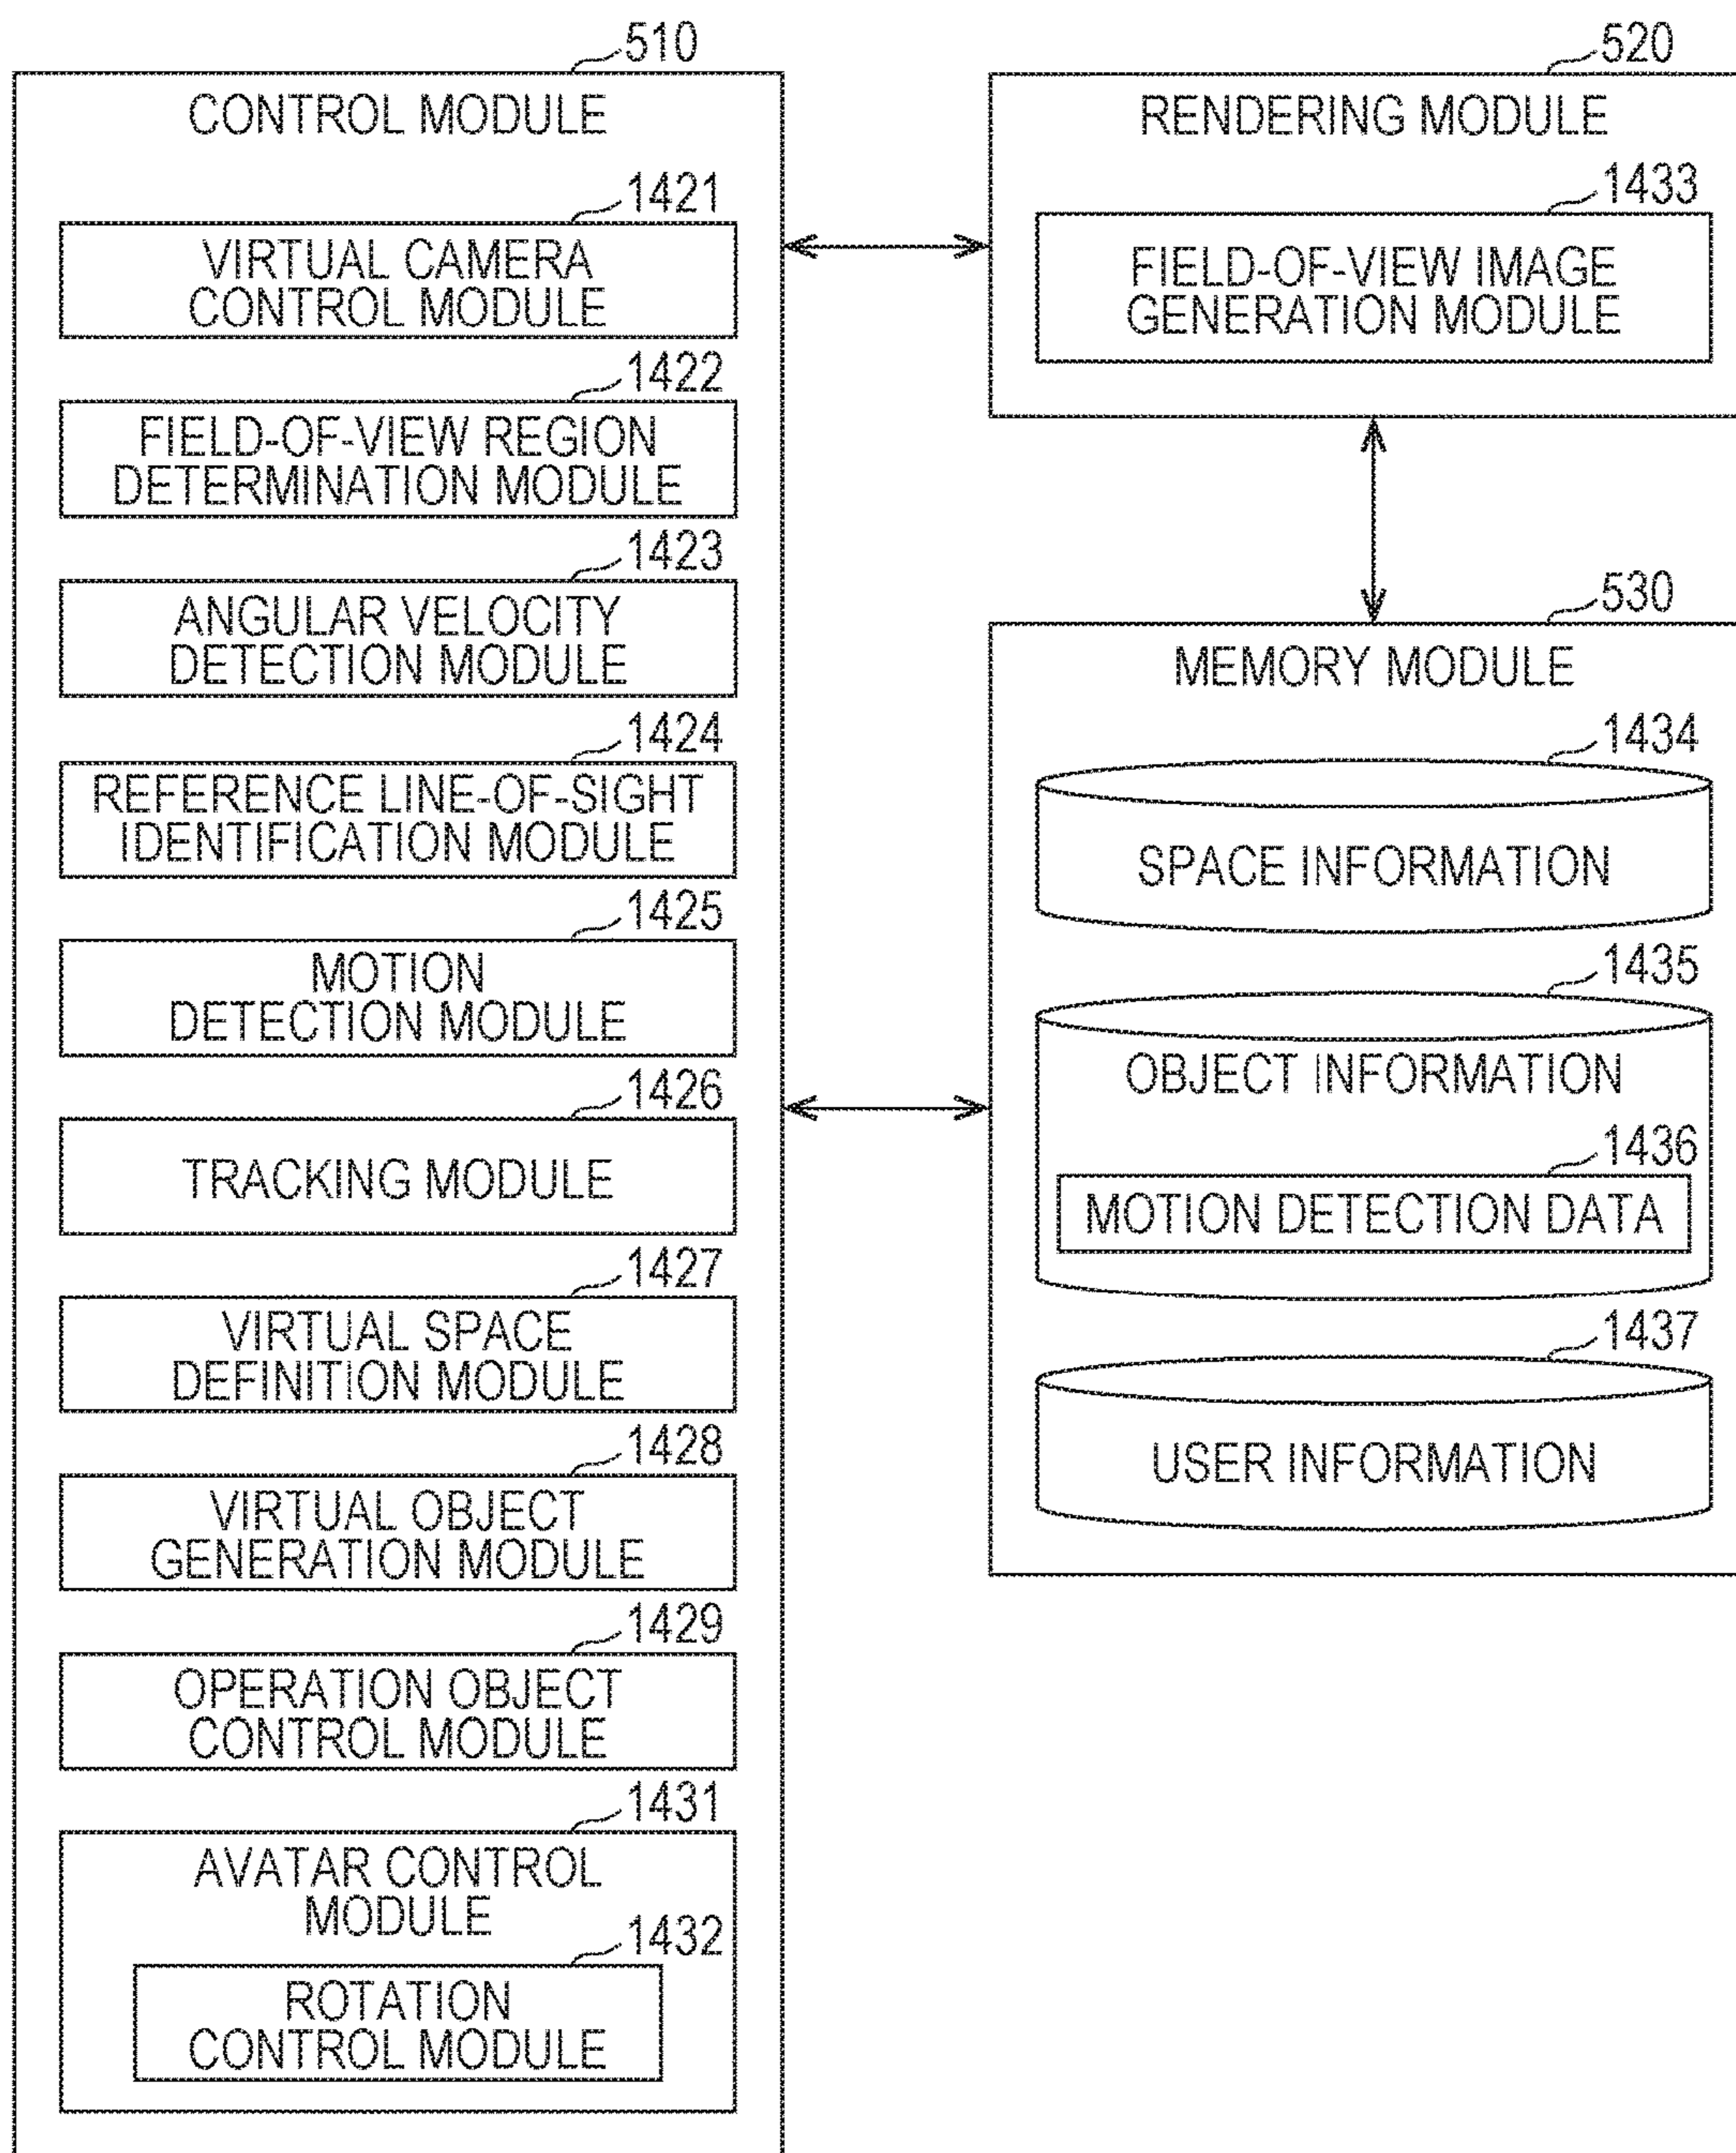 510
CONTROL MODULE
1421
VIRTUAL CAMERA
CONTROL MODULE
1422
FIELD-OF-VIEW REGION
DETERMINATION MODULE
1423
ANGULAR VELOCITY
DETECTION MODULE
1424
REFERENCE LINE-OF-SIGHT
IDENTIFICATION MODULE
1425
MOTION
DETECTION MODULE
1426
TRACKING MODULE
1427
VIRTUAL SPACE
DEFINITION MODULE
1428
VIRTUAL OBJECT
GENERATION MODULE
1429
OPERATION OBJECT
CONTROL MODULE
1431
AVATAR CONTROL
MODULE
1432
ROTATION
CONTROL MODULE
520
RENDERING MODULE
1433
FIELD-OF-VIEW IMAGE
GENERATION MODULE
530
MEMORY MODULE
1434
SPACE INFORMATION
1435
OBJECT INFORMATION
1436
MOTION DETECTION DATA
1437
USER INFORMATION